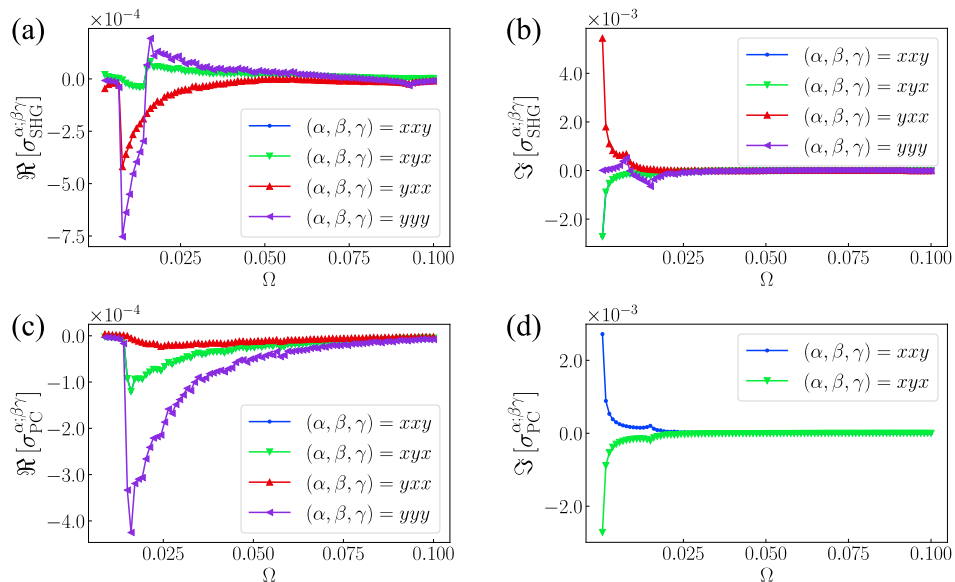 (a)
×10⁻⁴
ℜ [σ_SHG^{α;βγ}]
0.0
−2.5
−5.0
−7.5
(α, β, γ) = xxy
(α, β, γ) = xyx
(α, β, γ) = yxx
(α, β, γ) = yyy
0.025 0.050 0.075 0.100
Ω
(b)
×10⁻³
ℑ [σ_SHG^{α;βγ}]
4.0
2.0
0.0
−2.0
(α, β, γ) = xxy
(α, β, γ) = xyx
(α, β, γ) = yxx
(α, β, γ) = yyy
0.025 0.050 0.075 0.100
Ω
(c)
×10⁻⁴
ℜ [σ_PC^{α;βγ}]
0.0
−1.0
−2.0
−3.0
−4.0
(α, β, γ) = xxy
(α, β, γ) = xyx
(α, β, γ) = yxx
(α, β, γ) = yyy
0.025 0.050 0.075 0.100
Ω
(d)
×10⁻³
ℑ [σ_PC^{α;βγ}]
2.0
0.0
−2.0
(α, β, γ) = xxy
(α, β, γ) = xyx
0.025 0.050 0.075 0.100
Ω